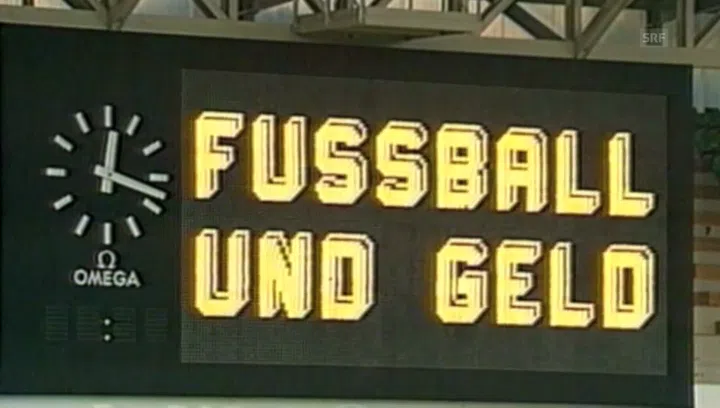 SRF
FUSSBALL
UND GELD
Ω
OMEGA
: